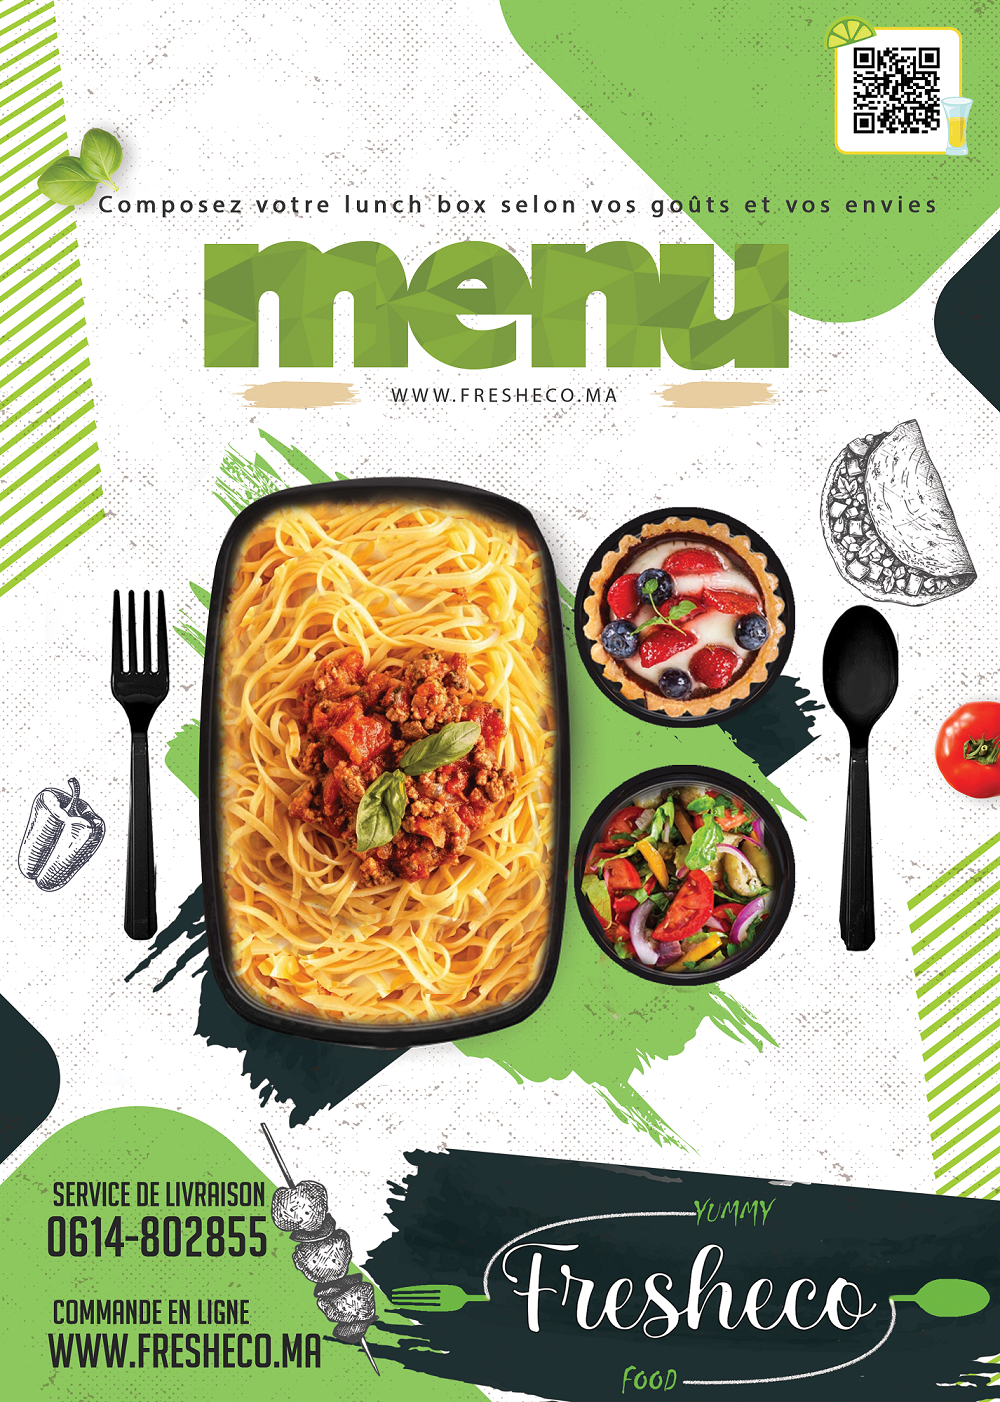 Composez votre lunch box selon vos goûts et vos envies
menu
WWW.FRESHECO.MA
SERVICE DE LIVRAISON
0614-802855
COMMANDE EN LIGNE
WWW.FRESHECO.MA
YUMMY
Fresheco
FOOD